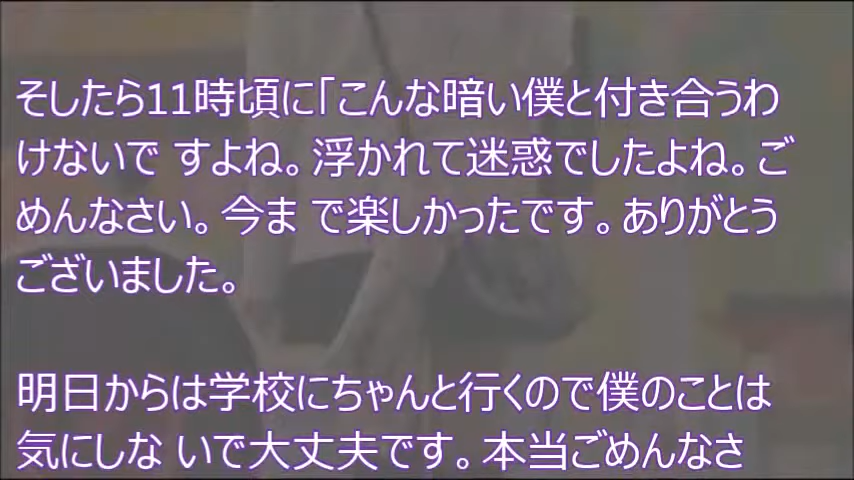 そしたら11時頃に「こんな暗い僕と付き合うわ
けないで すよね。浮かれて迷惑でしたよね。ご
めんなさい。今ま で楽しかったです。ありがとう
ございました。
明日からは学校にちゃんと行くので僕のことは
気にしな いで大丈夫です。本当ごめんなさ